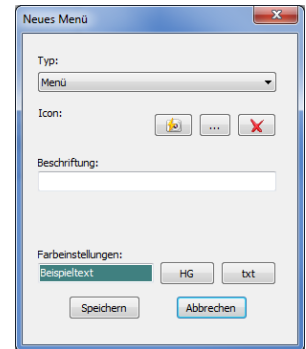 Neues Menü
Typ:
Menü
Icon:
...
Beschriftung:
Farbeinstellungen:
Beispieltext
HG
txt
Speichern
Abbrechen